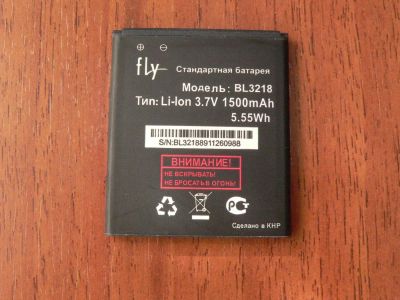 fly Стандартная батарея
Модель: BL3218
Тип: Li-Ion 3.7V 1500mAh
5.55Wh
S/N:BL32188911260988
ВНИМАНИЕ!
НЕ ВСКРЫВАТЬ!
НЕ БРОСАТЬ В ОГОНЬ!
Сделано в КНР